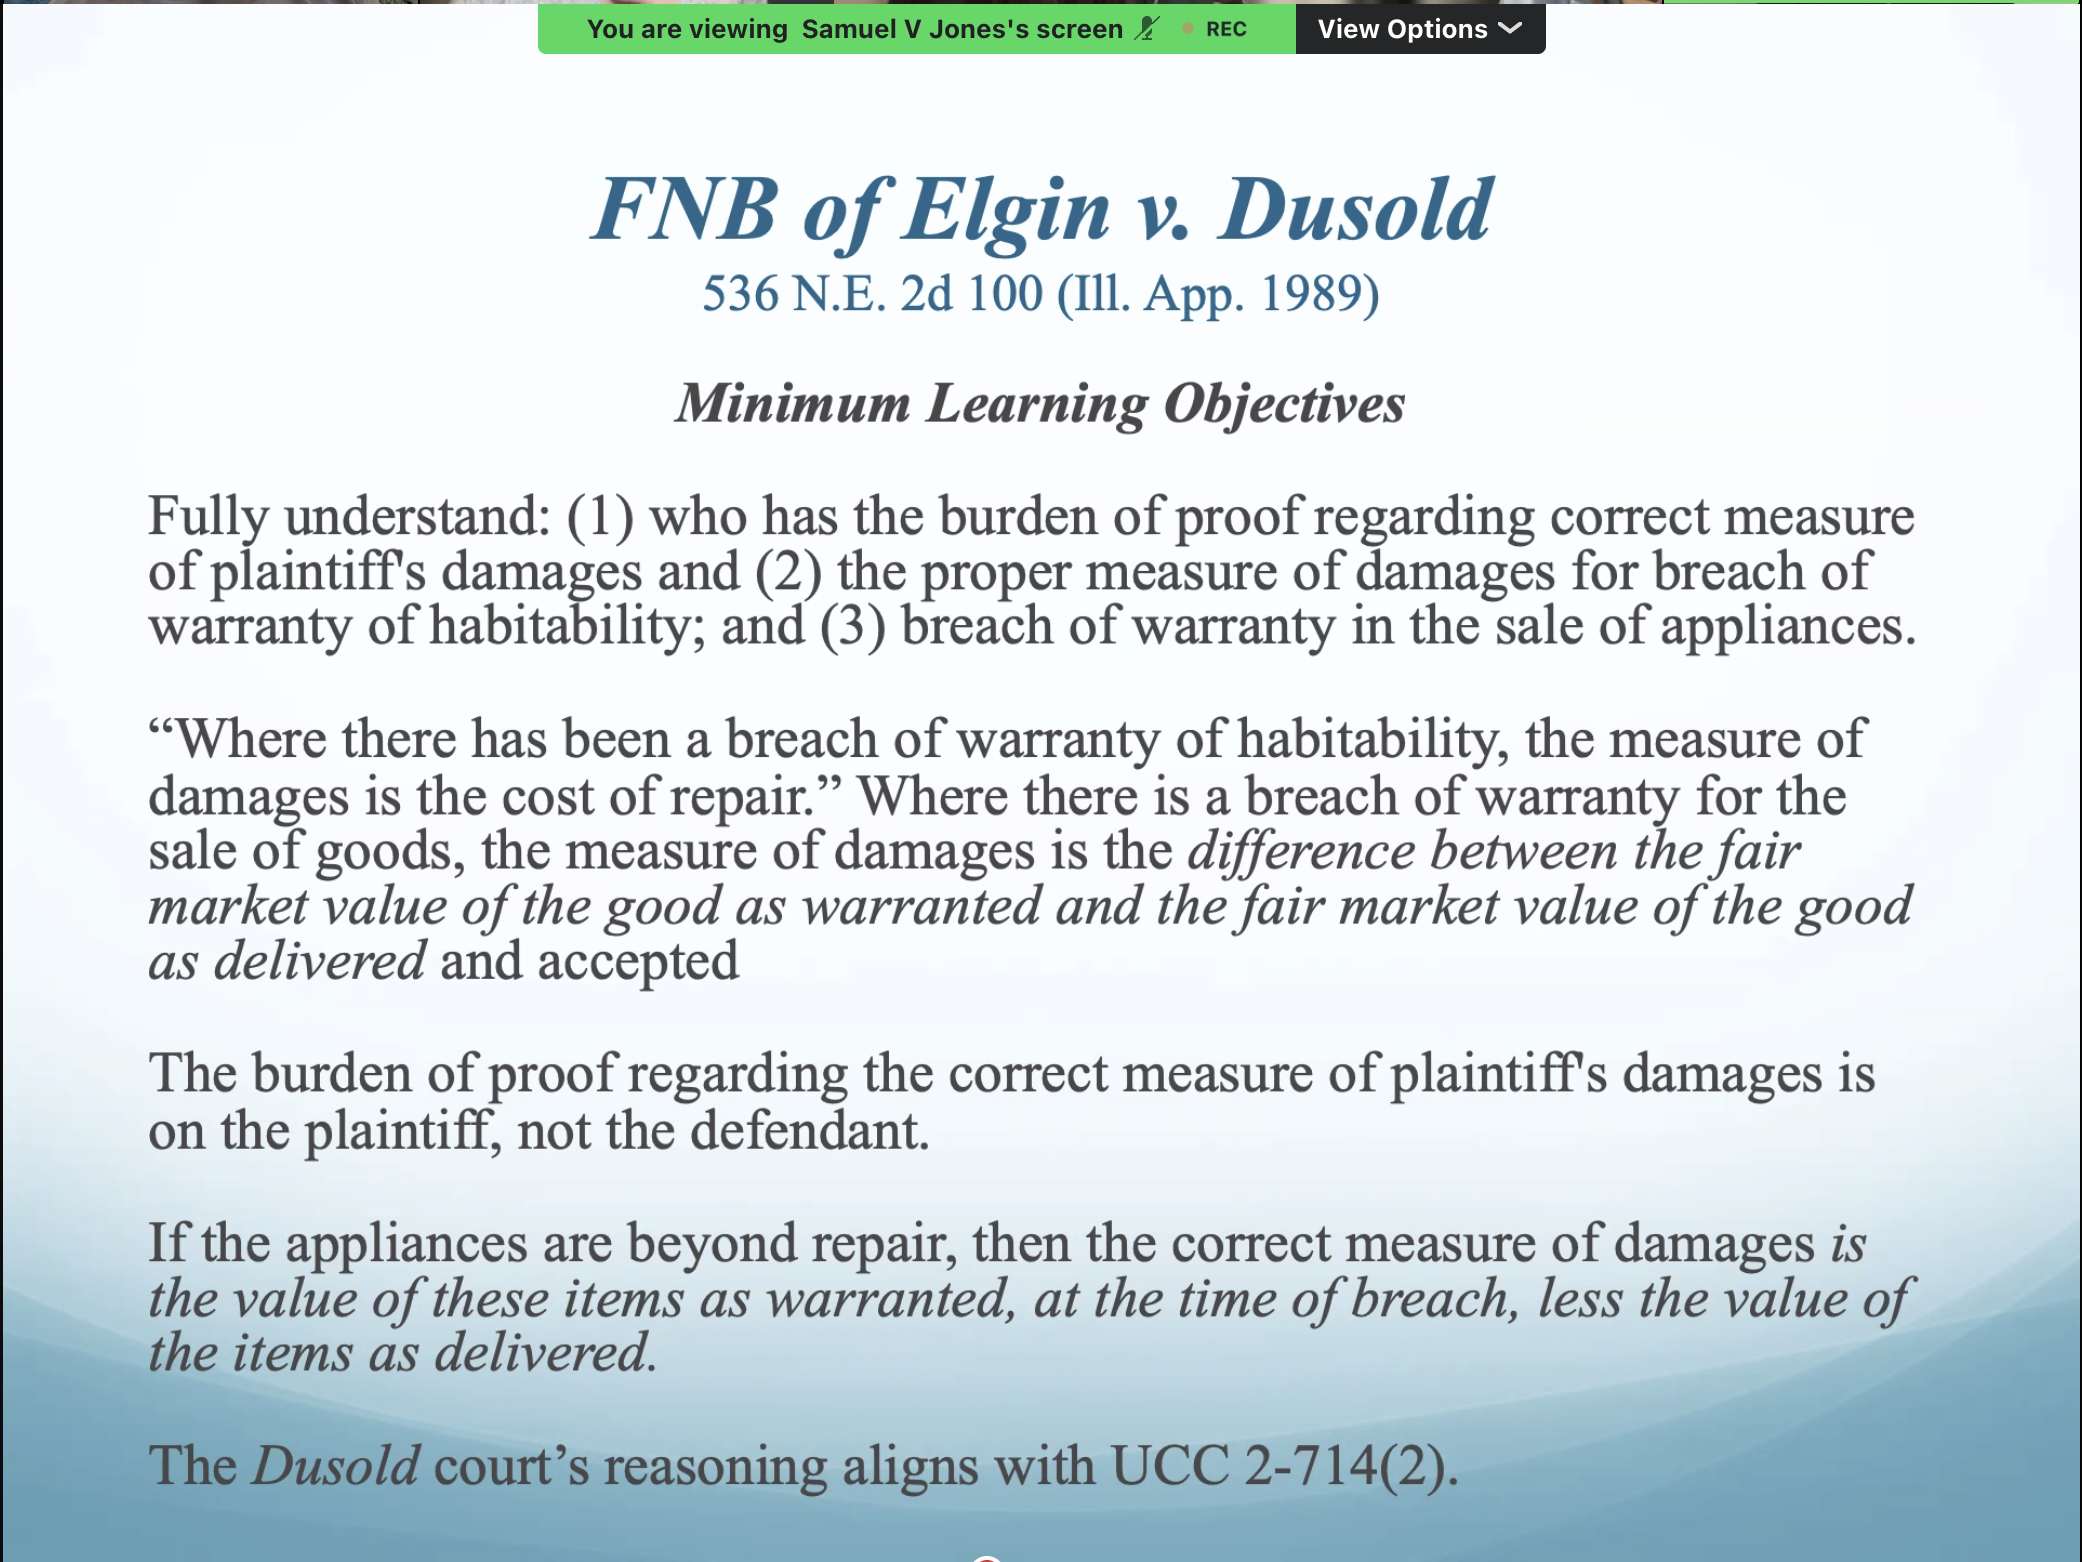 You are viewing Samuel V Jones's screen REC View Options
FNB of Elgin v. Dusold
536 N.E. 2d 100 (Ill. App. 1989)
Minimum Learning Objectives
Fully understand: (1) who has the burden of proof regarding correct measure
of plaintiff's damages and (2) the proper measure of damages for breach of
warranty of habitability; and (3) breach of warranty in the sale of appliances.
“Where there has been a breach of warranty of habitability, the measure of
damages is the cost of repair.” Where there is a breach of warranty for the
sale of goods, the measure of damages is the difference between the fair
market value of the good as warranted and the fair market value of the good
as delivered and accepted
The burden of proof regarding the correct measure of plaintiff's damages is
on the plaintiff, not the defendant.
If the appliances are beyond repair, then the correct measure of damages is
the value of these items as warranted, at the time of breach, less the value of
the items as delivered.
The Dusold court’s reasoning aligns with UCC 2-714(2).